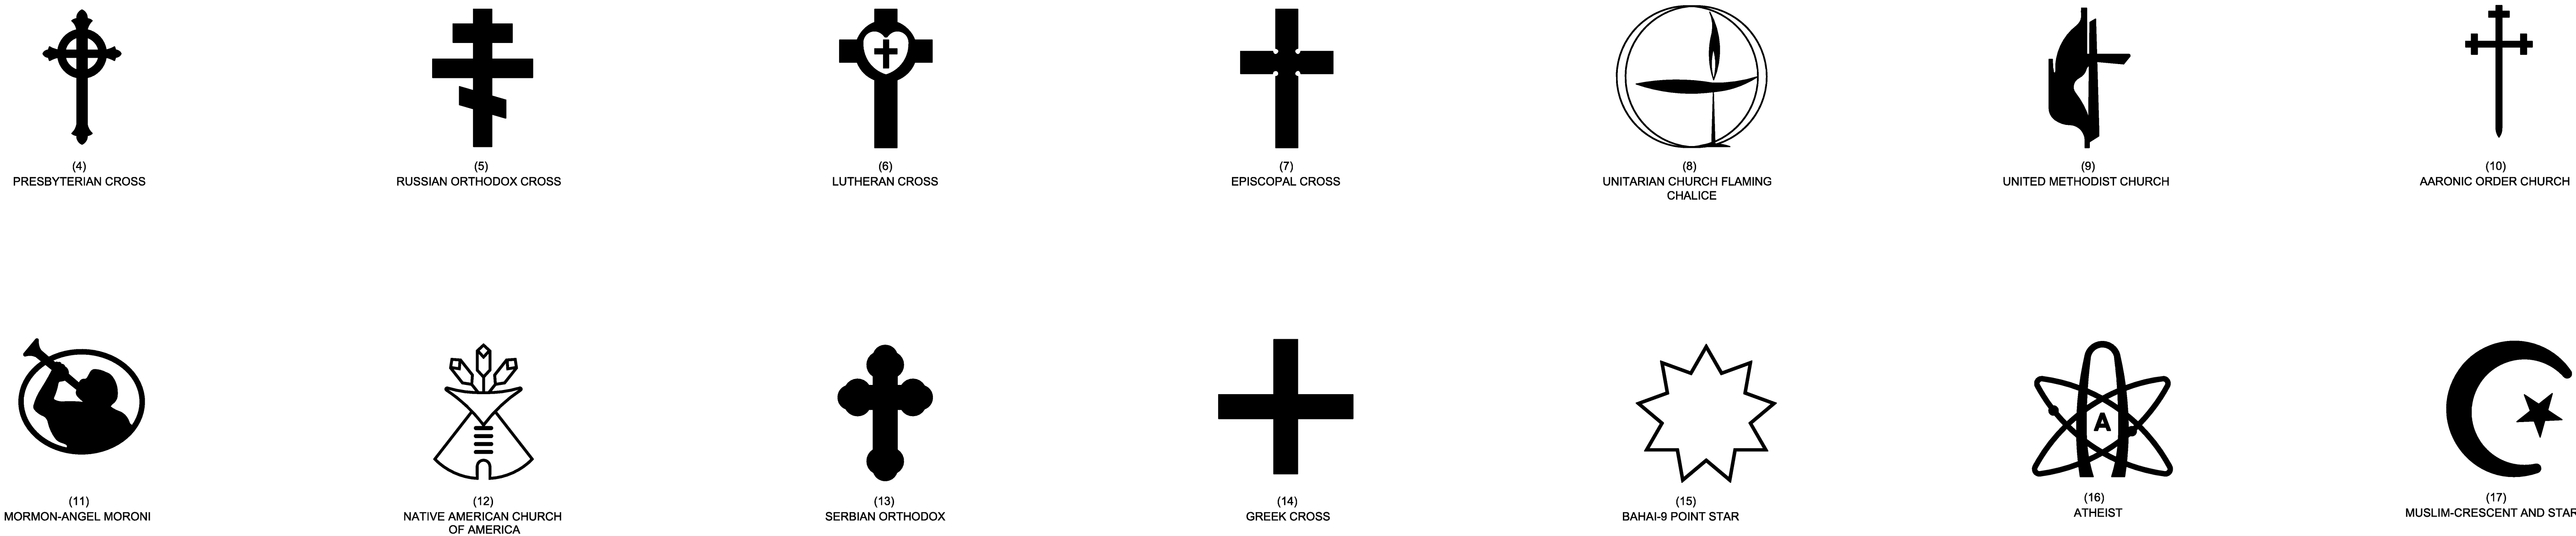 (4)
PRESBYTERIAN CROSS
(5)
RUSSIAN ORTHODOX CROSS
(6)
LUTHERAN CROSS
(7)
EPISCOPAL CROSS
(8)
UNITARIAN CHURCH FLAMING
CHALICE
(9)
UNITED METHODIST CHURCH
(10)
AARONIC ORDER CHURCH
(11)
MORMON-ANGEL MORONI
(12)
NATIVE AMERICAN CHURCH
OF AMERICA
(13)
SERBIAN ORTHODOX
(14)
GREEK CROSS
(15)
BAHAI-9 POINT STAR
A
(16)
ATHEIST
(17)
MUSLIM-CRESCENT AND STAR